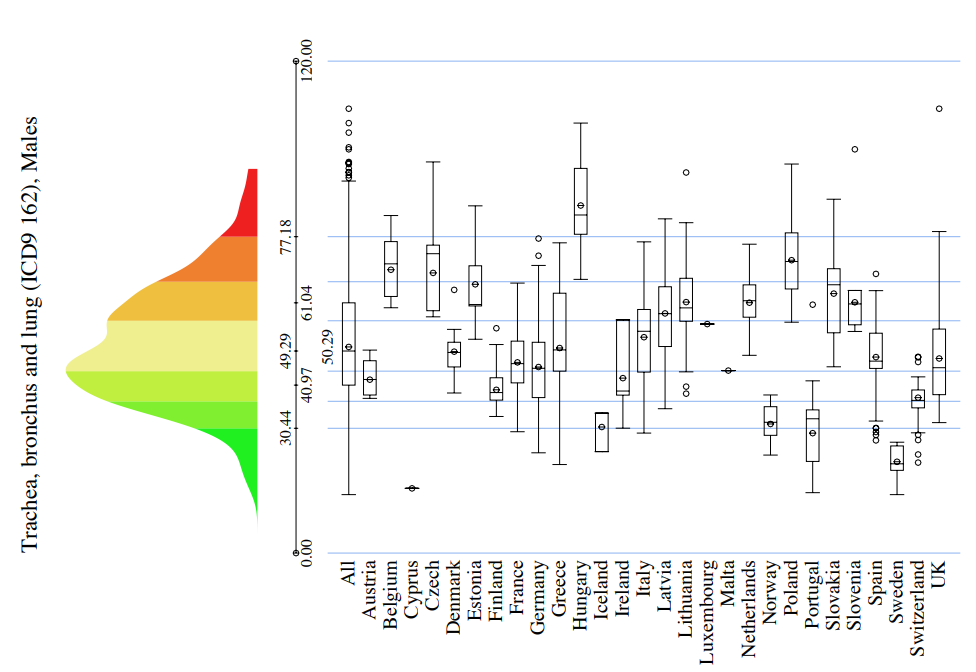 Trachea, bronchus and lung (ICD9 162), Males
120.00
77.18
61.04
50.29
49.29
40.97
30.44
0.00
All
Austria
Belgium
Cyprus
Czech
Denmark
Estonia
Finland
France
Germany
Greece
Hungary
Iceland
Ireland
Italy
Latvia
Lithuania
Luxembourg
Malta
Netherlands
Norway
Poland
Portugal
Slovakia
Slovenia
Spain
Sweden
Switzerland
UK